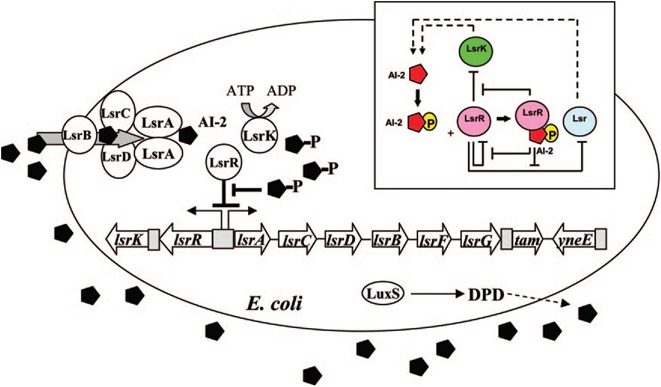 LsrC
LsrA
LsrB
AI-2
LsrD
LsrA
ATP ADP
LsrK
P
LsrR
P
P
LsrK
AI-2
LsrR
LsrR
Lsr
AI-2
P
+
P
AI-2
lsrK lsrR lsrA lsrC lsrD lsrB lsrF lsrG tam yneE
E. coli
LuxS DPD